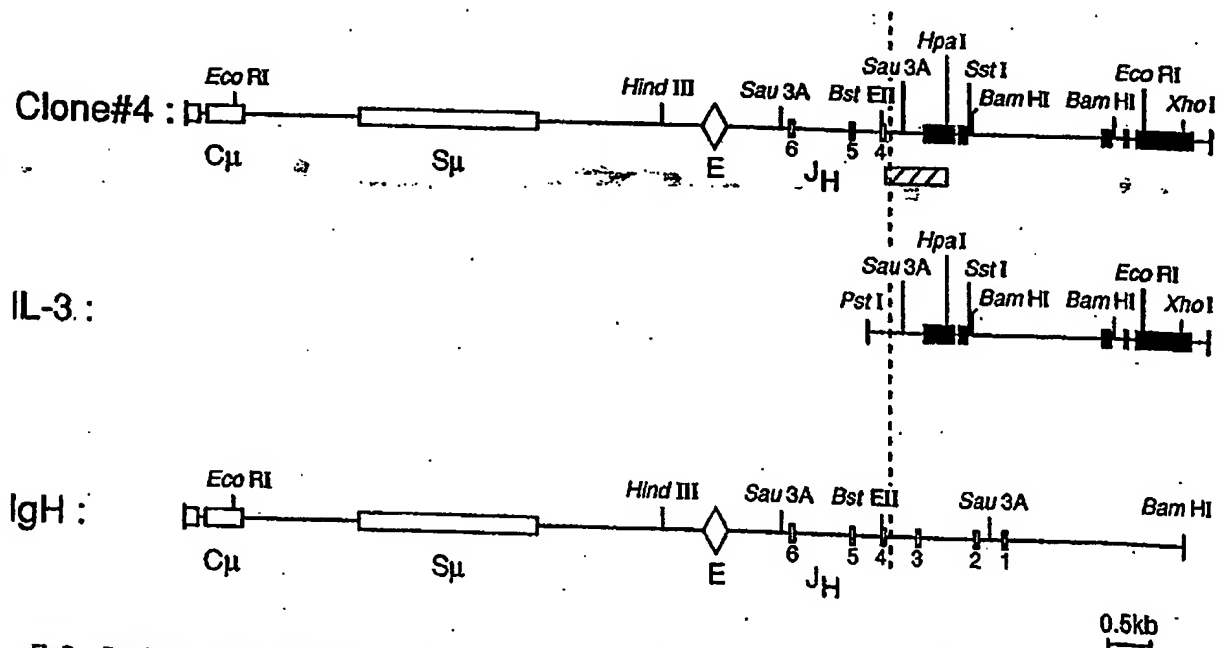 HpaI
Eco RI Hind III Sau 3A Bst EII Sau 3A Sst I Bam HI Bam HI Eco RI Xho I
Clone#4 :
6 5 4
Cμ Sμ E JH
HpaI
Sau 3A Sst I Eco RI
Pst I Bam HI Bam HI Xho I
IL-3 :
Eco RI Hind III Sau 3A Bst EII Sau 3A Bam HI
IgH :
6 5 4 3 2 1
Cμ Sμ E JH
0.5kb